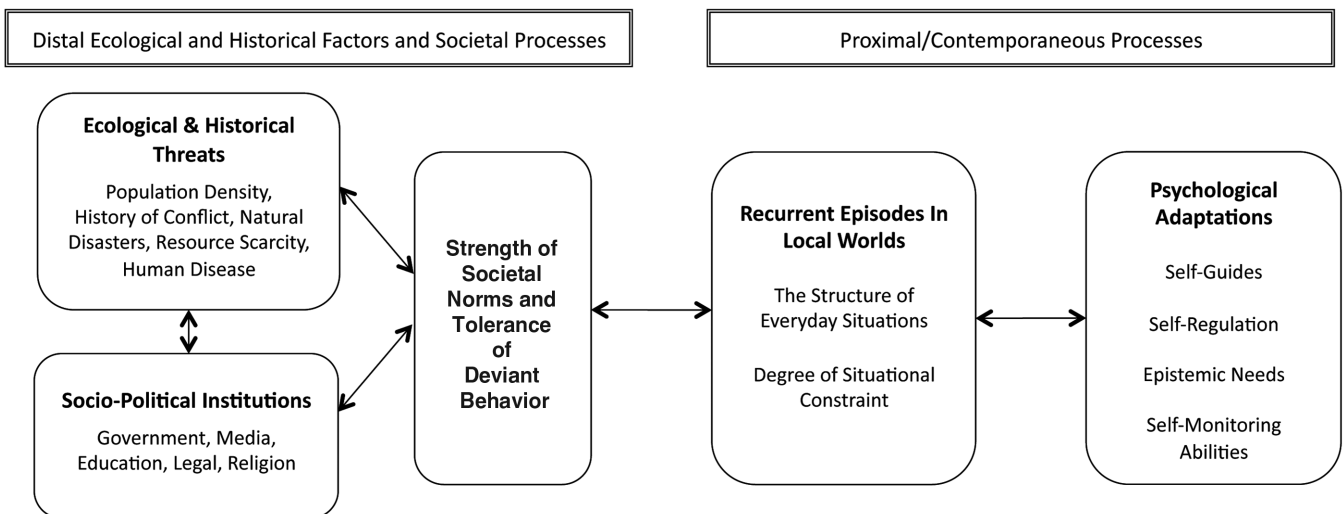 Distal Ecological and Historical Factors and Societal Processes
Proximal/Contemporaneous Processes
Ecological & Historical
Threats
Population Density,
History of Conflict, Natural
Disasters, Resource Scarcity,
Human Disease
Socio-Political Institutions
Government, Media,
Education, Legal, Religion
Strength of
Societal
Norms and
Tolerance
of
Deviant
Behavior
Recurrent Episodes In
Local Worlds
The Structure of
Everyday Situations
Degree of Situational
Constraint
Psychological
Adaptations
Self-Guides
Self-Regulation
Epistemic Needs
Self-Monitoring
Abilities